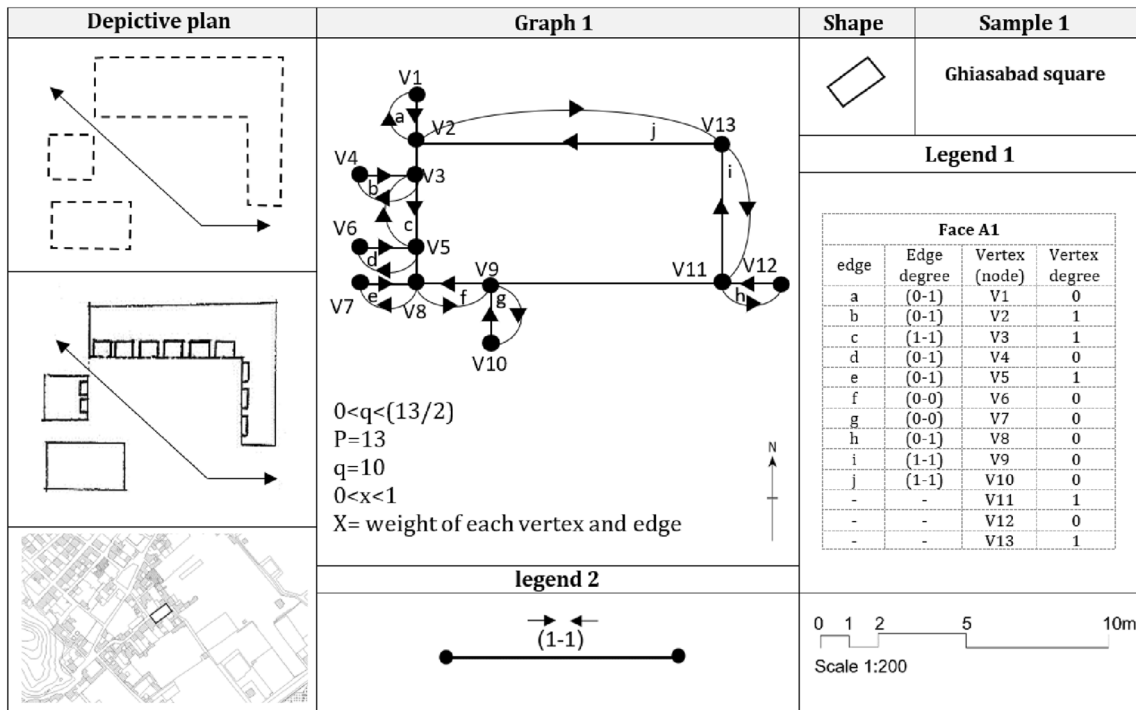 Depictive plan
Graph 1
Shape
Sample 1
Ghiasabad square
V1
a
V2
j
V13
V4
V3
b
i
c
V6
V5
d
V9
V11
V12
V7
e
V8
f
g
h
V10
0<q<(13/2)
P=13
q=10
0<x<1
X= weight of each vertex and edge
N
legend 2
(1-1)
Legend 1
Face A1
edge Edge degree Vertex (node) Vertex degree
a (0-1) V1 0
b (0-1) V2 1
c (1-1) V3 1
d (0-1) V4 0
e (0-1) V5 1
f (0-0) V6 0
g (0-0) V7 0
h (0-1) V8 0
i (1-1) V9 0
j (1-1) V10 0
- - V11 1
- - V12 0
- - V13 1
0 1 2 5 10m
Scale 1:200